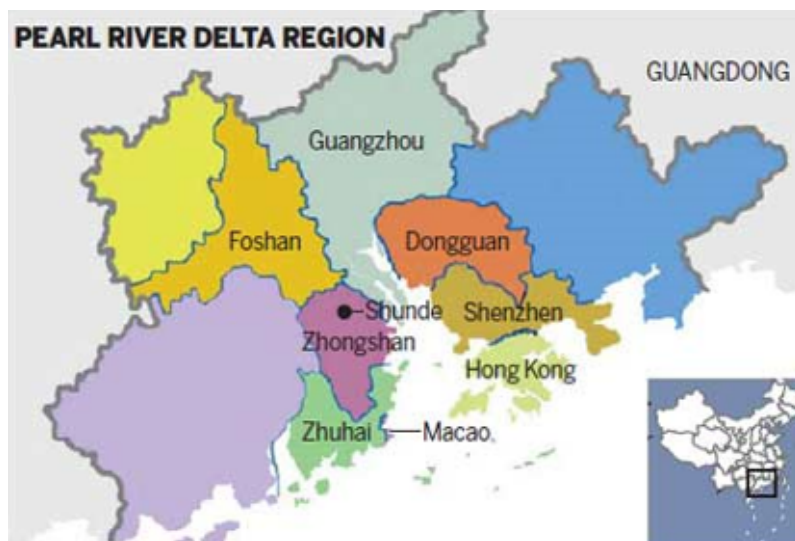 PEARL RIVER DELTA REGION
GUANGDONG
Guangzhou
Foshan
Dongguan
Shunde
Shenzhen
Zhongshan
Hong Kong
Zhuhai
Macao